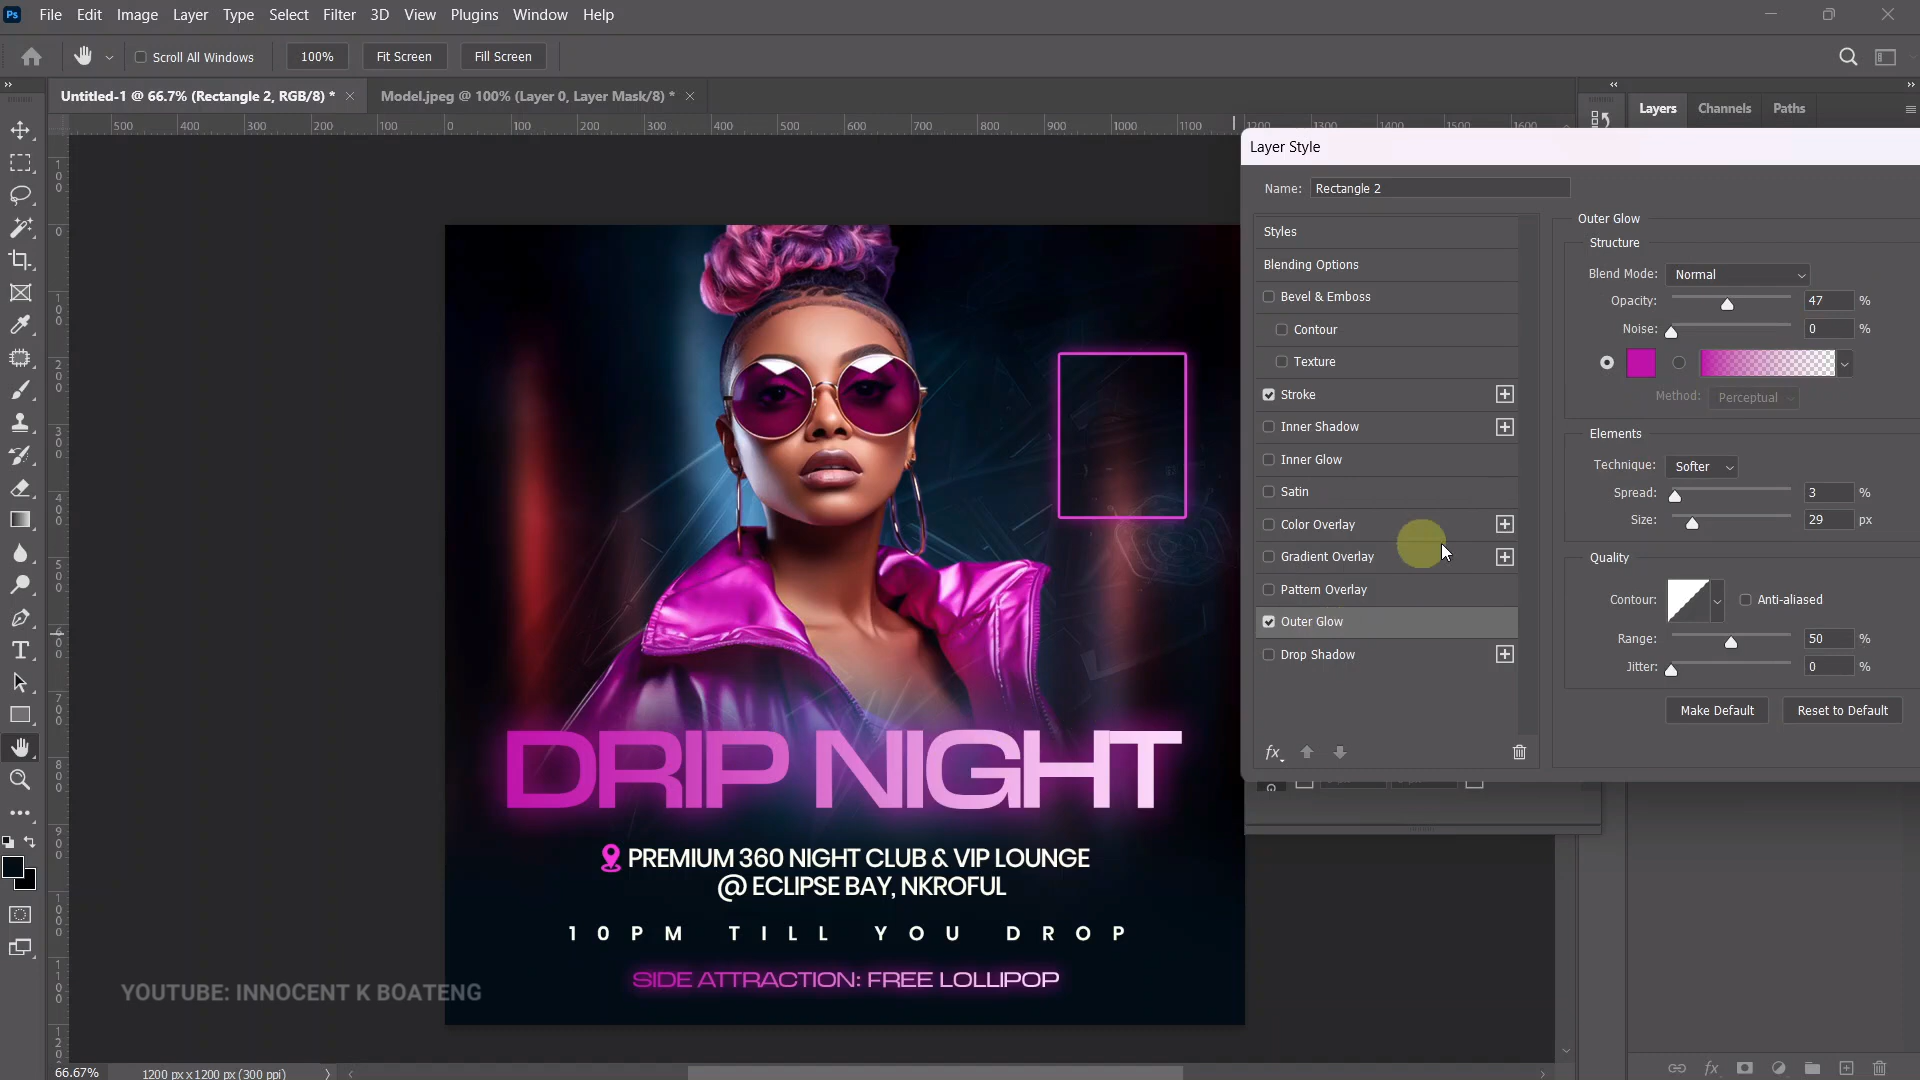 Ps File Edit Image Layer Type Select Filter 3D View Plugins Window Help
Scroll All Windows 100% Fit Screen Fill Screen
Untitled-1 @ 66.7% (Rectangle 2, RGB/8) *
Model.jpeg @ 100% (Layer 0, Layer Mask/8) *
Layers Channels Paths
500 400 300 200 100 0 100 200 300 400 500 600 700 800 900 1000 1100 1200 1300 1400 1500 1600
Layer Style
Name: Rectangle 2
Styles
Blending Options
Bevel & Emboss
Contour
Texture
Stroke
Inner Shadow
Inner Glow
Satin
Color Overlay
Gradient Overlay
Pattern Overlay
Outer Glow
Drop Shadow
fx
Outer Glow
Structure
Blend Mode: Normal
Opacity: 47 %
Noise: 0 %
Method: Perceptual
Elements
Technique: Softer
Spread: 3 %
Size: 29 px
Quality
Contour: Anti-aliased
Range: 50 %
Jitter: 0 %
Make Default Reset to Default
DRIP NIGHT
PREMIUM 360 NIGHT CLUB & VIP LOUNGE
@ ECLIPSE BAY, NKROFUL
10PM TILL YOU DROP
SIDE ATTRACTION: FREE LOLLIPOP
YOUTUBE: INNOCENT K BOATENG
66.67% 1200 px x 1200 px (300 ppi)
fx